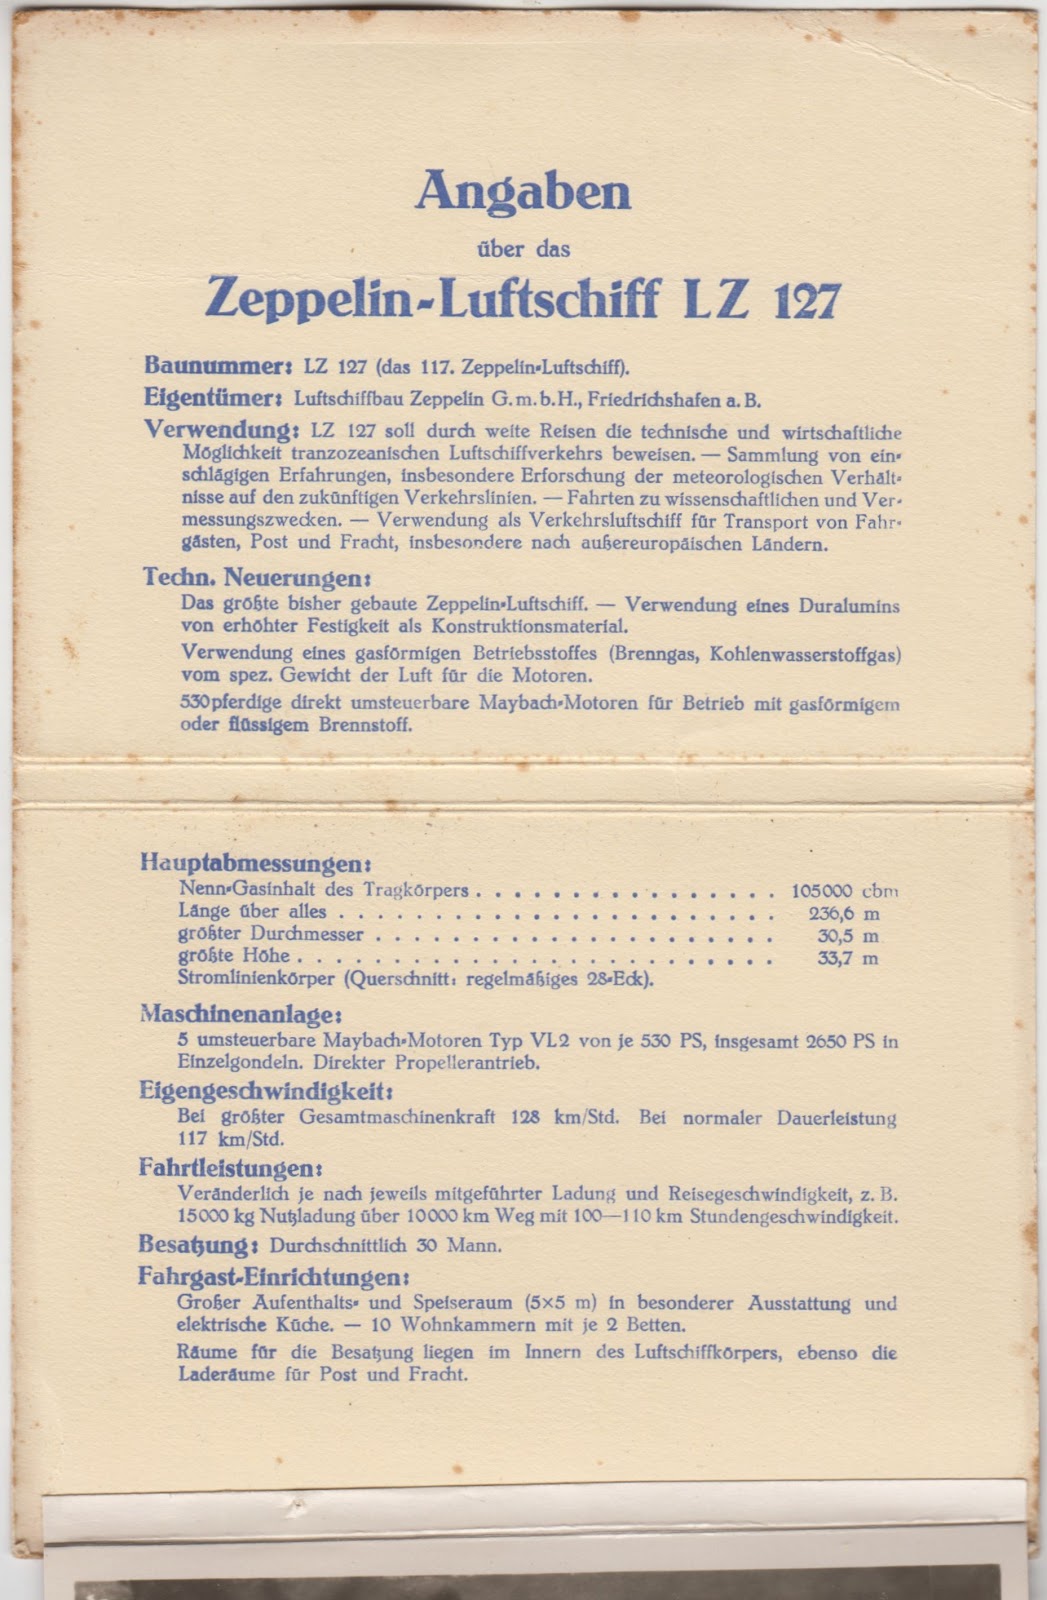 Angaben
über das
Zeppelin-Luftschiff LZ 127
Baunummer: LZ 127 (das 117. Zeppelin-Luftschiff).
Eigentümer: Luftschiffbau Zeppelin G.m.b.H., Friedrichshafen a. B.
Verwendung: LZ 127 soll durch weite Reisen die technische und wirtschaftliche
Möglichkeit tranzozeanischen Luftschiffverkehrs beweisen. — Sammlung von ein-
schlägigen Erfahrungen, insbesondere Erforschung der meteorologischen Verhält-
nisse auf den zukünftigen Verkehrslinien. — Fahrten zu wissenschaftlichen und Ver-
messungszwecken. — Verwendung als Verkehrsluftschiff für Transport von Fahr-
gästen, Post und Fracht, insbesondere nach außereuropäischen Ländern.
Techn. Neuerungen:
Das größte bisher gebaute Zeppelin-Luftschiff. — Verwendung eines Duralumins
von erhöhter Festigkeit als Konstruktionsmaterial.
Verwendung eines gasförmigen Betriebsstoffes (Brenngas, Kohlenwasserstoffgas)
vom spez. Gewicht der Luft für die Motoren.
530pferdige direkt umsteuerbare Maybach-Motoren für Betrieb mit gasförmigem
oder flüssigem Brennstoff.
Hauptabmessungen:
Nenn-Gasinhalt des Tragkörpers . . . . . . . . . . . . . . . . 105000 cbm
Länge über alles . . . . . . . . . . . . . . . . . . . . . . . 236,6 m
größter Durchmesser . . . . . . . . . . . . . . . . . . . . . 30,5 m
größte Höhe . . . . . . . . . . . . . . . . . . . . . . . . . 33,7 m
Stromlinienkörper (Querschnitt: regelmäßiges 28-Eck).
Maschinenanlage:
5 umsteuerbare Maybach-Motoren Typ VL2 von je 530 PS, insgesamt 2650 PS in
Einzelgondeln. Direkter Propellerantrieb.
Eigengeschwindigkeit:
Bei größter Gesamtmaschinenkraft 128 km/Std. Bei normaler Dauerleistung
117 km/Std.
Fahrtleistungen:
Veränderlich je nach jeweils mitgeführter Ladung und Reisegeschwindigkeit, z. B.
15000 kg Nutzladung über 10000 km Weg mit 100—110 km Stundengeschwindigkeit.
Besatzung: Durchschnittlich 30 Mann.
Fahrgast-Einrichtungen:
Großer Aufenthalts- und Speiseraum (5×5 m) in besonderer Ausstattung und
elektrische Küche. — 10 Wohnkammern mit je 2 Betten.
Räume für die Besatzung liegen im Innern des Luftschiffkörpers, ebenso die
Laderäume für Post und Fracht.